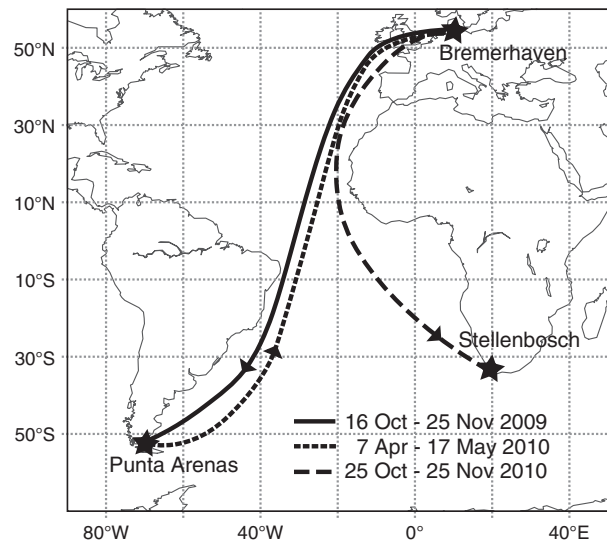 50°N
Bremerhaven
30°N
10°N
10°S
Stellenbosch
30°S
16 Oct - 25 Nov 2009
50°S
7 Apr - 17 May 2010
Punta Arenas
25 Oct - 25 Nov 2010
80°W 40°W 0° 40°E